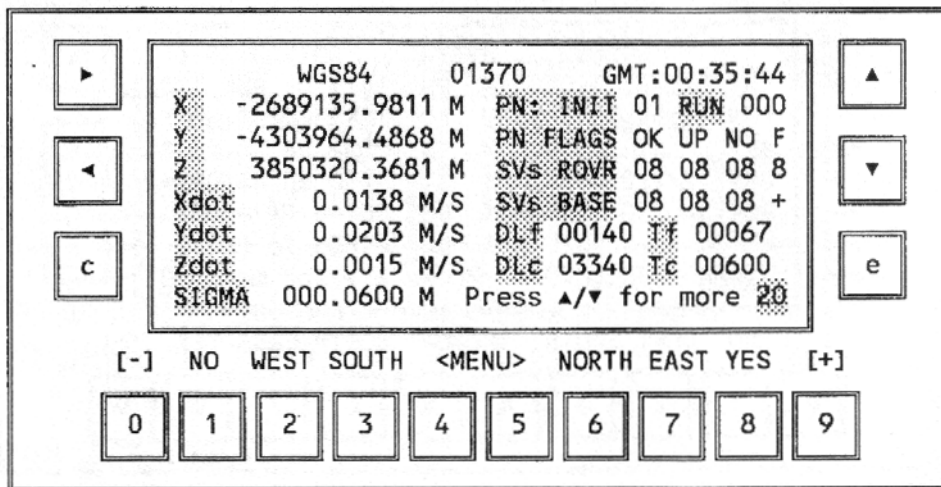 WGS84 01370 GMT:00:35:44
X -2689135.9811 M PN: INIT 01 RUN 000
Y -4303964.4868 M PN FLAGS OK UP NO F
Z 3850320.3681 M SVs ROVR 08 08 08 8
Xdot 0.0138 M/S SVs BASE 08 08 08 +
Ydot 0.0203 M/S DLf 00140 Tf 00067
Zdot 0.0015 M/S DLc 03340 Tc 00600
SIGMA 000.0600 M Press ▲/▼ for more 20
c e
[-] NO WEST SOUTH <MENU> NORTH EAST YES [+]
0 1 2 3 4 5 6 7 8 9